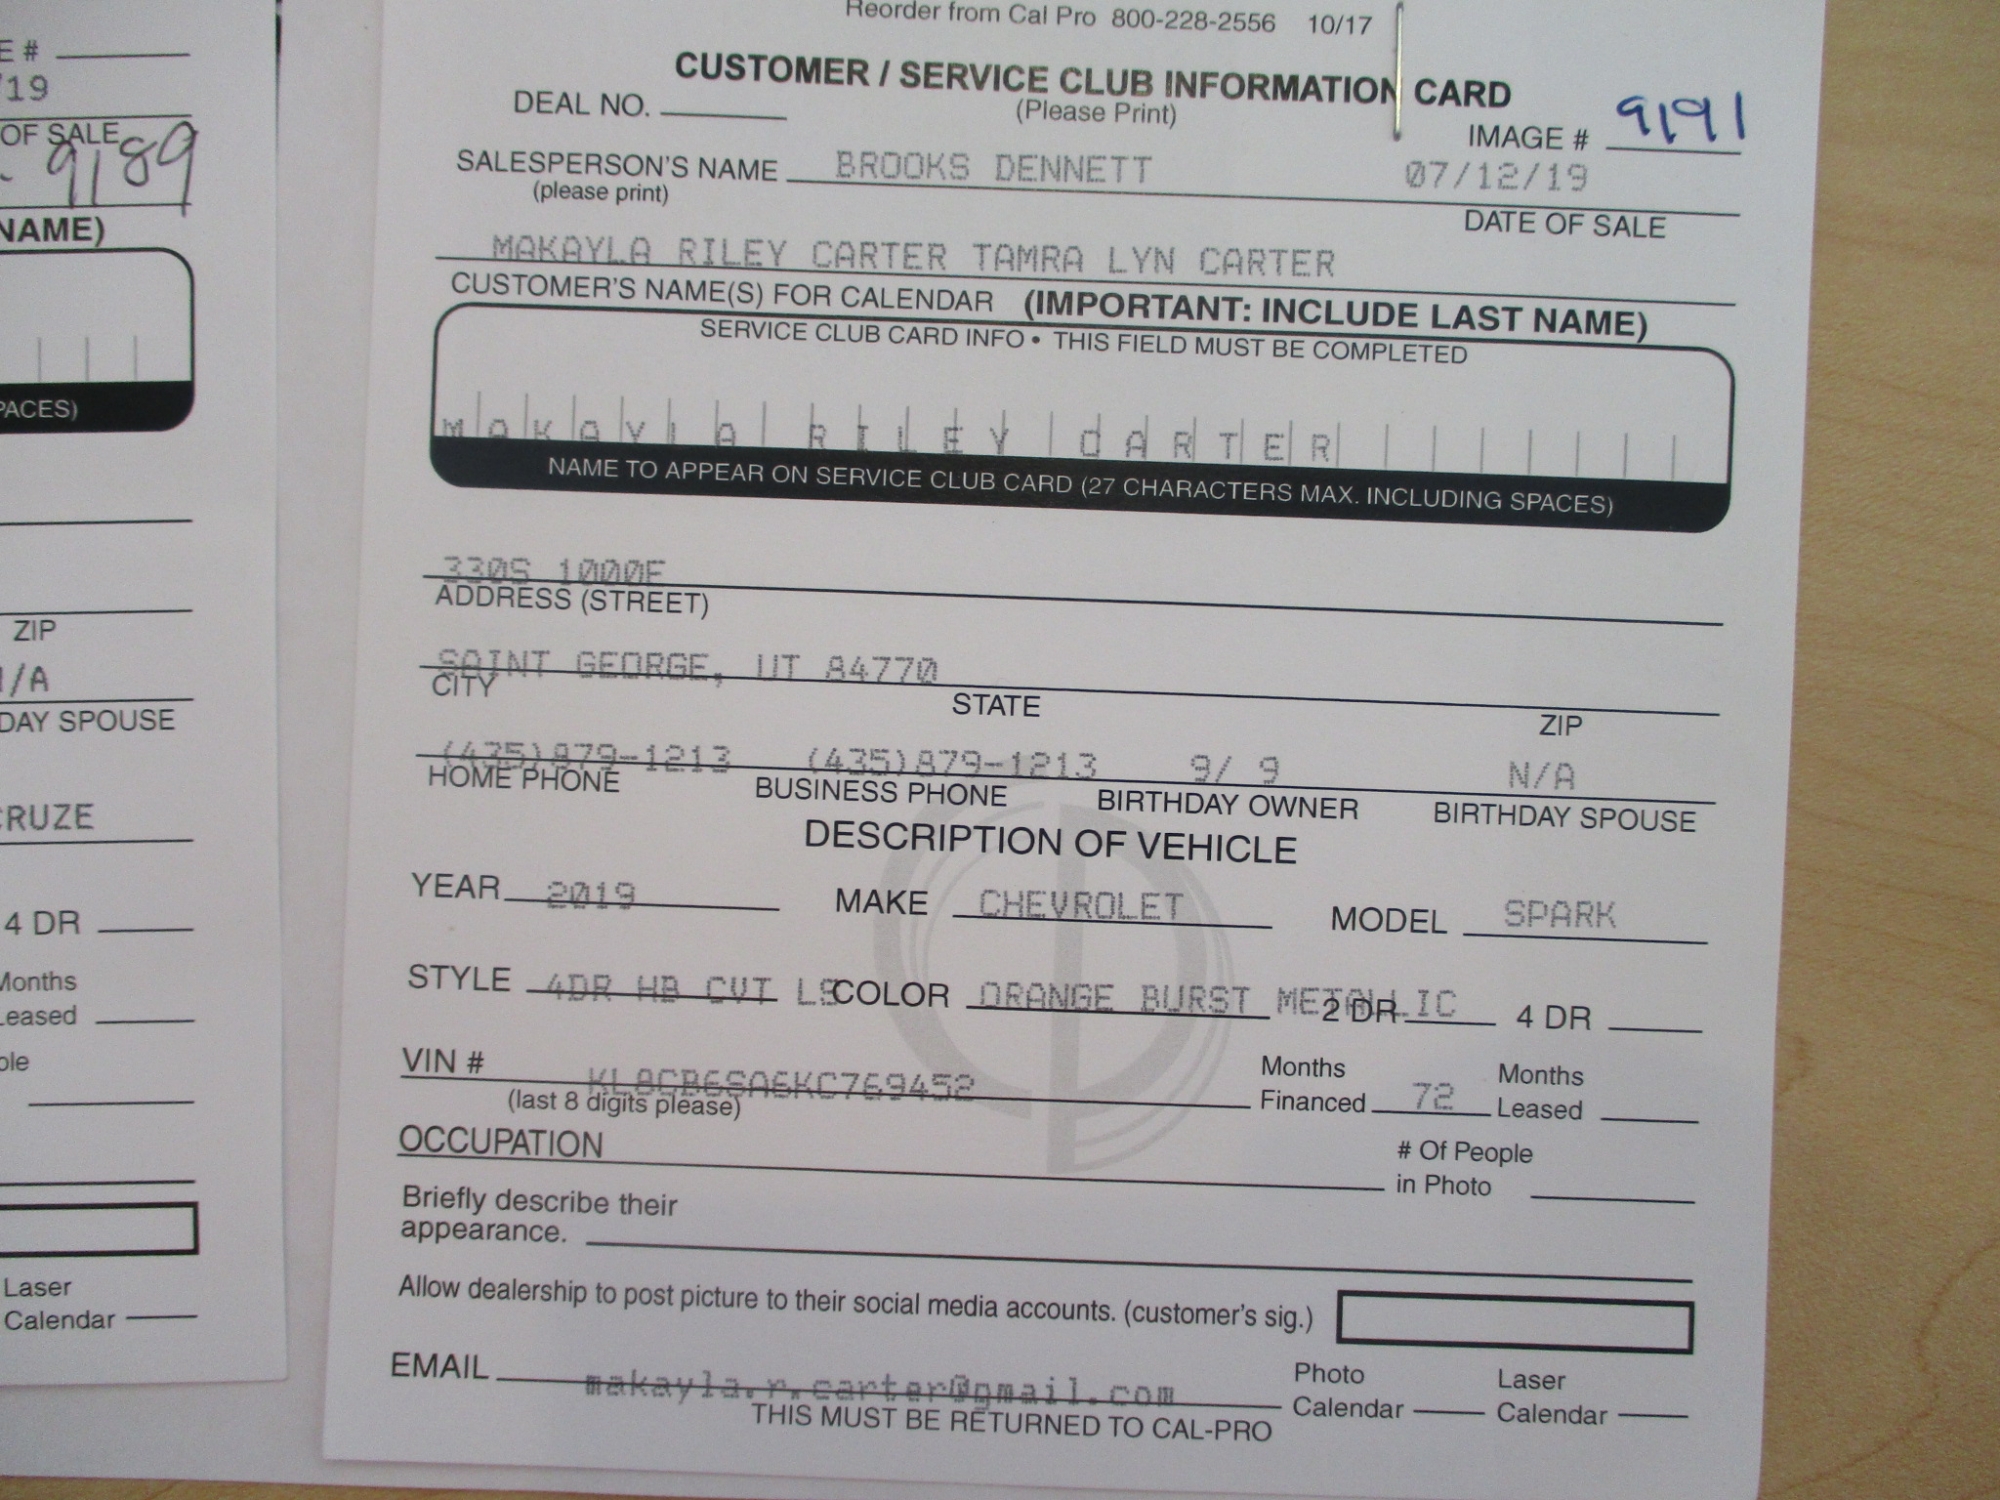 E #
/19
OF SALE
9189
NAME)
PACES)
ZIP
/A
DAY SPOUSE
CRUZE
4 DR
Months
Leased
ble
Laser
Calendar
Reorder from Cal Pro 800-228-2556 10/17
CUSTOMER / SERVICE CLUB INFORMATION CARD
DEAL NO. (Please Print) IMAGE # 9191
SALESPERSON'S NAME BROOKS DENNETT 07/12/19
(please print) DATE OF SALE
MAKAYLA RILEY CARTER TAMRA LYN CARTER
CUSTOMER'S NAME(S) FOR CALENDAR (IMPORTANT: INCLUDE LAST NAME)
SERVICE CLUB CARD INFO • THIS FIELD MUST BE COMPLETED
MAKAYLA RILEY CARTER
NAME TO APPEAR ON SERVICE CLUB CARD (27 CHARACTERS MAX. INCLUDING SPACES)
330S 1000E
ADDRESS (STREET)
SAINT GEORGE, UT 84770
CITY STATE ZIP
(435)879-1213 (435)879-1213 9/ 9 N/A
HOME PHONE BUSINESS PHONE BIRTHDAY OWNER BIRTHDAY SPOUSE
DESCRIPTION OF VEHICLE
YEAR 2019 MAKE CHEVROLET MODEL SPARK
STYLE 4DR HB CVT LS COLOR ORANGE BURST METALLIC 2 DR 4 DR
VIN # KL8CB6SA6KC769452 Months Financed 72 Months Leased
(last 8 digits please)
OCCUPATION # Of People in Photo
Briefly describe their
appearance.
Allow dealership to post picture to their social media accounts. (customer's sig.)
EMAIL makayla.r.carter@gmail.com Photo Calendar Laser Calendar
THIS MUST BE RETURNED TO CAL-PRO